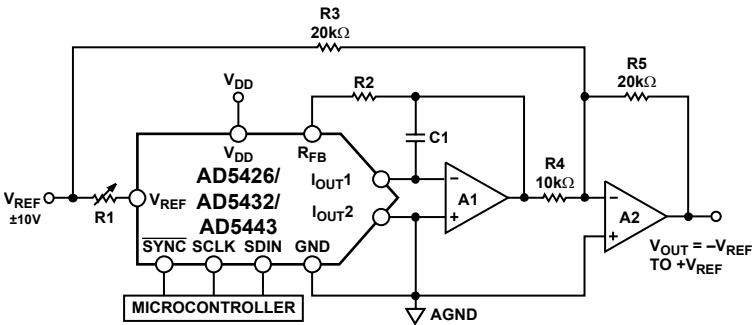 R3
20kΩ
R5
20kΩ
VDD
R2
VDD
RFB
C1
R4
10kΩ
AD5426/
AD5432/
AD5443
IOUT1
IOUT2
A1
A2
VREF
±10V
R1
VREF
SYNC SCLK SDIN GND
VOUT = –VREF
TO +VREF
MICROCONTROLLER
AGND